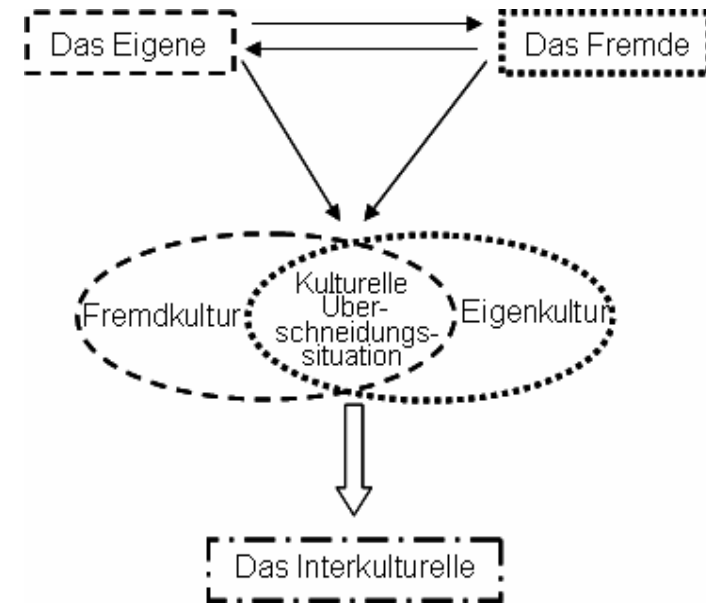 Das Eigene
Das Fremde
Fremdkultur
Kulturelle
Über-
schneidungs-
situation
Eigenkultur
Das Interkulturelle